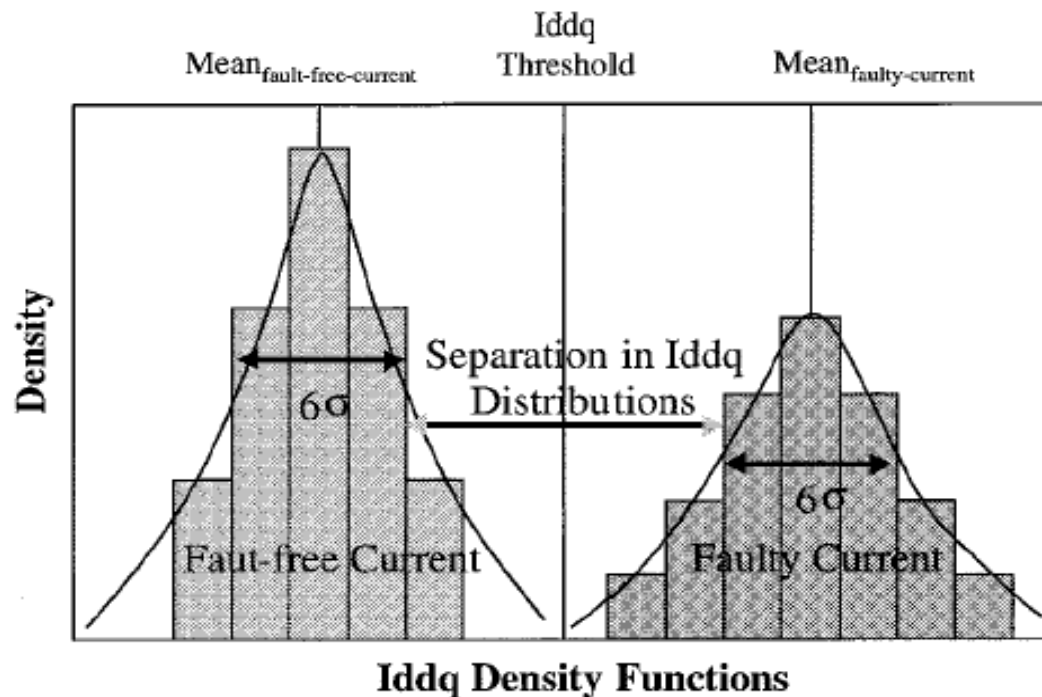 Iddq
Threshold
Mean fault-free-current
Mean faulty-current
Density
Separation in Iddq
Distributions
6σ
6σ
Faut-free Current
Faulty Current
Iddq Density Functions